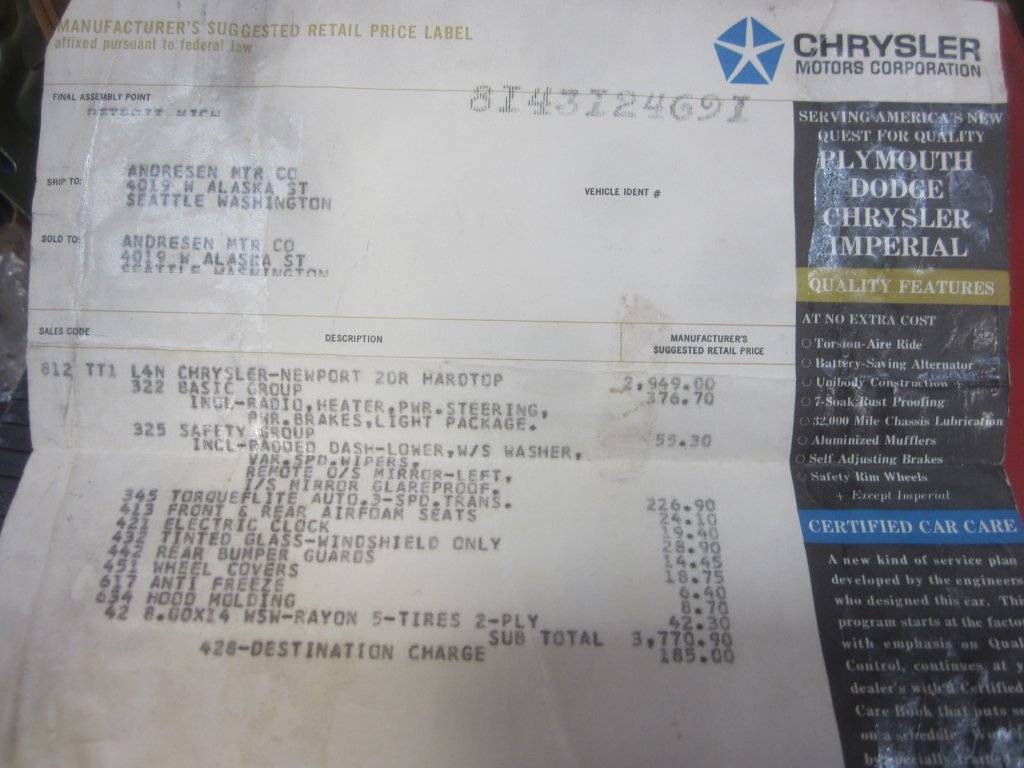 MANUFACTURER'S SUGGESTED RETAIL PRICE LABEL
affixed pursuant to federal law
CHRYSLER
MOTORS CORPORATION
FINAL ASSEMBLY POINT
DETROIT MICH
8143124691
SHIP TO:
ANDRESEN MTR CO
4019 W ALASKA ST
SEATTLE WASHINGTON
VEHICLE IDENT #
SOLD TO:
ANDRESEN MTR CO
4019 W ALASKA ST
SEATTLE WASHINGTON
SALES CODE
DESCRIPTION
MANUFACTURER'S
SUGGESTED RETAIL PRICE
812 TT1 L4N CHRYSLER-NEWPORT 2DR HARDTOP 2,949.00
322 BASIC GROUP 376.70
INCL-RADIO,HEATER,PWR.STEERING,
PWR.BRAKES,LIGHT PACKAGE.
325 SAFETY GROUP 55.30
INCL-PADDED DASH-LOWER,W/S WASHER,
VAR.SPD.WIPERS,
REMOTE O/S MIRROR-LEFT,
I/S MIRROR GLAREPROOF.
345 TORQUEFLITE AUTO.3-SPD.TRANS. 226.90
413 FRONT & REAR AIRFOAM SEATS 24.10
421 ELECTRIC CLOCK 19.40
432 TINTED GLASS-WINDSHIELD ONLY 28.90
442 REAR BUMPER GUARDS 14.45
451 WHEEL COVERS 18.75
617 ANTI FREEZE 6.40
634 HOOD MOLDING 8.70
42 8.00X14 WSW-RAYON 5-TIRES 2-PLY 42.30
SUB TOTAL 3,770.90
428-DESTINATION CHARGE 185.00
SERVING AMERICA'S NEW
QUEST FOR QUALITY
PLYMOUTH
DODGE
CHRYSLER
IMPERIAL
QUALITY FEATURES
AT NO EXTRA COST
Torsion-Aire Ride
Battery-Saving Alternator
Unibody Construction +
7-Soak Rust Proofing
32,000 Mile Chassis Lubrication
Aluminized Mufflers
Self Adjusting Brakes
Safety Rim Wheels
+ Except Imperial
CERTIFIED CAR CARE
A new kind of service plan
developed by the engineers
who designed this car. This
program starts at the factor
with emphasis on Qual
Control, continues at y
dealer's with a Certified
Care Book that puts
on a schedule.
by specially